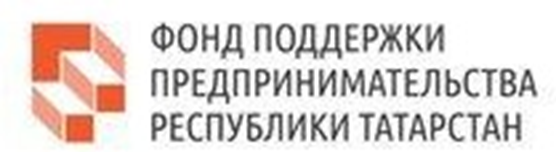 ФОНД ПОДДЕРЖКИ
ПРЕДПРИНИМАТЕЛЬСТВА
РЕСПУБЛИКИ ТАТАРСТАН